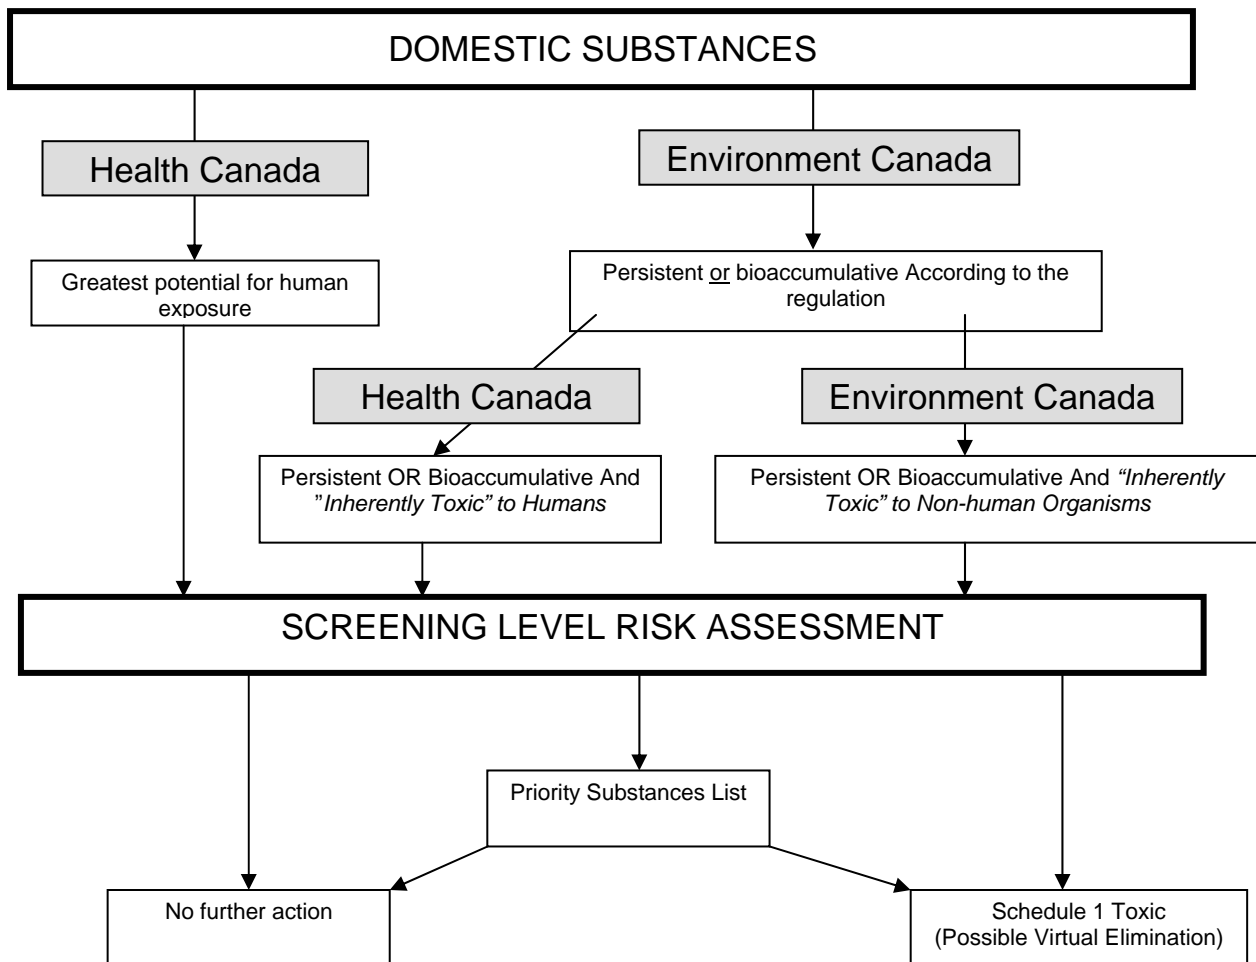 DOMESTIC SUBSTANCES
Health Canada
Environment Canada
Greatest potential for human
exposure
Persistent or bioaccumulative According to the
regulation
Health Canada
Environment Canada
Persistent OR Bioaccumulative And
”Inherently Toxic” to Humans
Persistent OR Bioaccumulative And “Inherently
Toxic” to Non-human Organisms
SCREENING LEVEL RISK ASSESSMENT
Priority Substances List
No further action
Schedule 1 Toxic
(Possible Virtual Elimination)